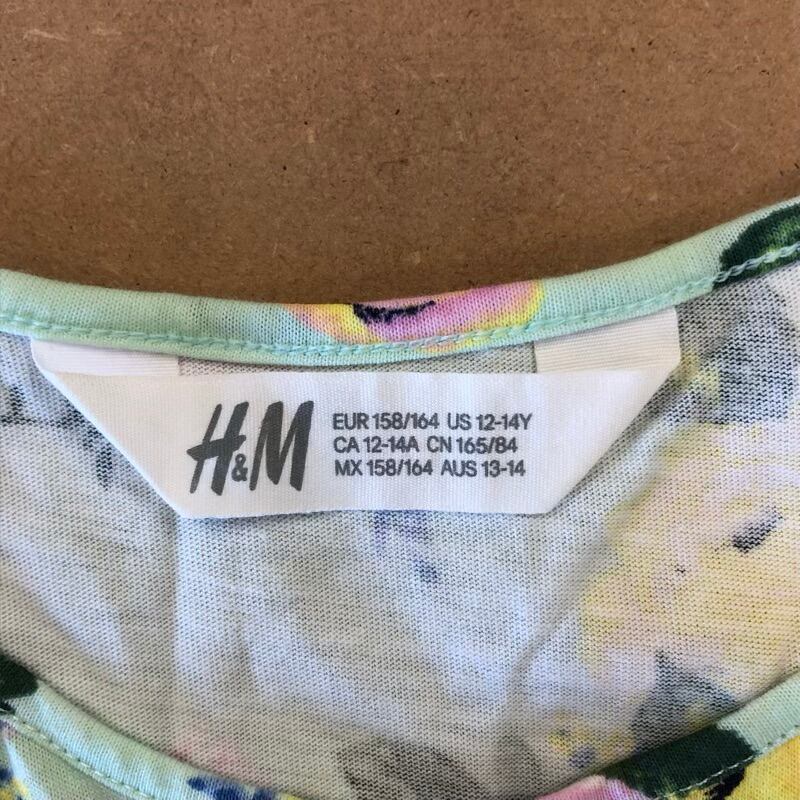 H&M
EUR 158/164 US 12-14Y
CA 12-14A CN 165/84
MX 158/164 AUS 13-14